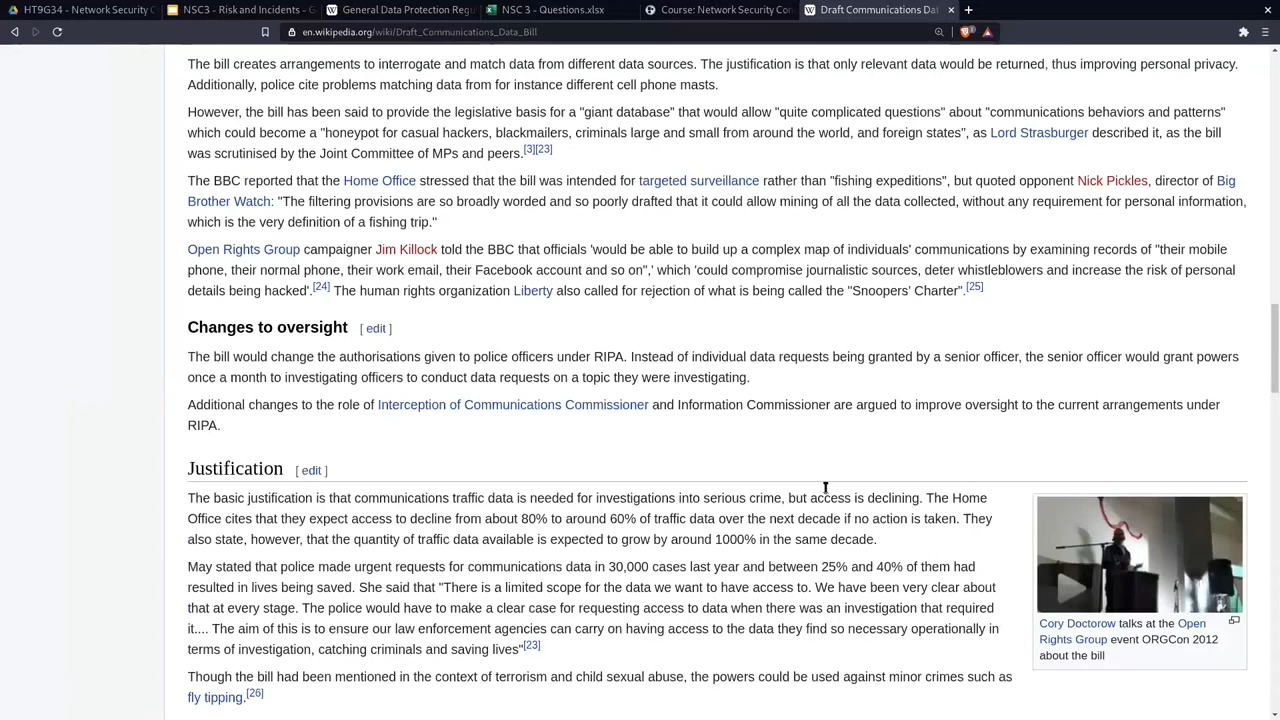 HT9G34 - Network Security C
NSC3 - Risk and Incidents - G
General Data Protection Regu
NSC 3 - Questions.xlsx
Course: Network Security Con
Draft Communications Dat
en.wikipedia.org/wiki/Draft_Communications_Data_Bill
The bill creates arrangements to interrogate and match data from different data sources. The justification is that only relevant data would be returned, thus improving personal privacy.
Additionally, police cite problems matching data from for instance different cell phone masts.
However, the bill has been said to provide the legislative basis for a "giant database" that would allow "quite complicated questions" about "communications behaviors and patterns"
which could become a "honeypot for casual hackers, blackmailers, criminals large and small from around the world, and foreign states", as Lord Strasburger described it, as the bill
was scrutinised by the Joint Committee of MPs and peers.[3][23]
The BBC reported that the Home Office stressed that the bill was intended for targeted surveillance rather than "fishing expeditions", but quoted opponent Nick Pickles, director of Big
Brother Watch: "The filtering provisions are so broadly worded and so poorly drafted that it could allow mining of all the data collected, without any requirement for personal information,
which is the very definition of a fishing trip."
Open Rights Group campaigner Jim Killock told the BBC that officials 'would be able to build up a complex map of individuals' communications by examining records of "their mobile
phone, their normal phone, their work email, their Facebook account and so on",' which 'could compromise journalistic sources, deter whistleblowers and increase the risk of personal
details being hacked'.[24] The human rights organization Liberty also called for rejection of what is being called the "Snoopers' Charter".[25]
Changes to oversight [ edit ]
The bill would change the authorisations given to police officers under RIPA. Instead of individual data requests being granted by a senior officer, the senior officer would grant powers
once a month to investigating officers to conduct data requests on a topic they were investigating.
Additional changes to the role of Interception of Communications Commissioner and Information Commissioner are argued to improve oversight to the current arrangements under
RIPA.
Justification [ edit ]
The basic justification is that communications traffic data is needed for investigations into serious crime, but access is declining. The Home
Office cites that they expect access to decline from about 80% to around 60% of traffic data over the next decade if no action is taken. They
also state, however, that the quantity of traffic data available is expected to grow by around 1000% in the same decade.
May stated that police made urgent requests for communications data in 30,000 cases last year and between 25% and 40% of them had
resulted in lives being saved. She said that "There is a limited scope for the data we want to have access to. We have been very clear about
that at every stage. The police would have to make a clear case for requesting access to data when there was an investigation that required
it.... The aim of this is to ensure our law enforcement agencies can carry on having access to the data they find so necessary operationally in
terms of investigation, catching criminals and saving lives"[23]
Though the bill had been mentioned in the context of terrorism and child sexual abuse, the powers could be used against minor crimes such as
fly tipping.[26]
Cory Doctorow talks at the Open
Rights Group event ORGCon 2012
about the bill